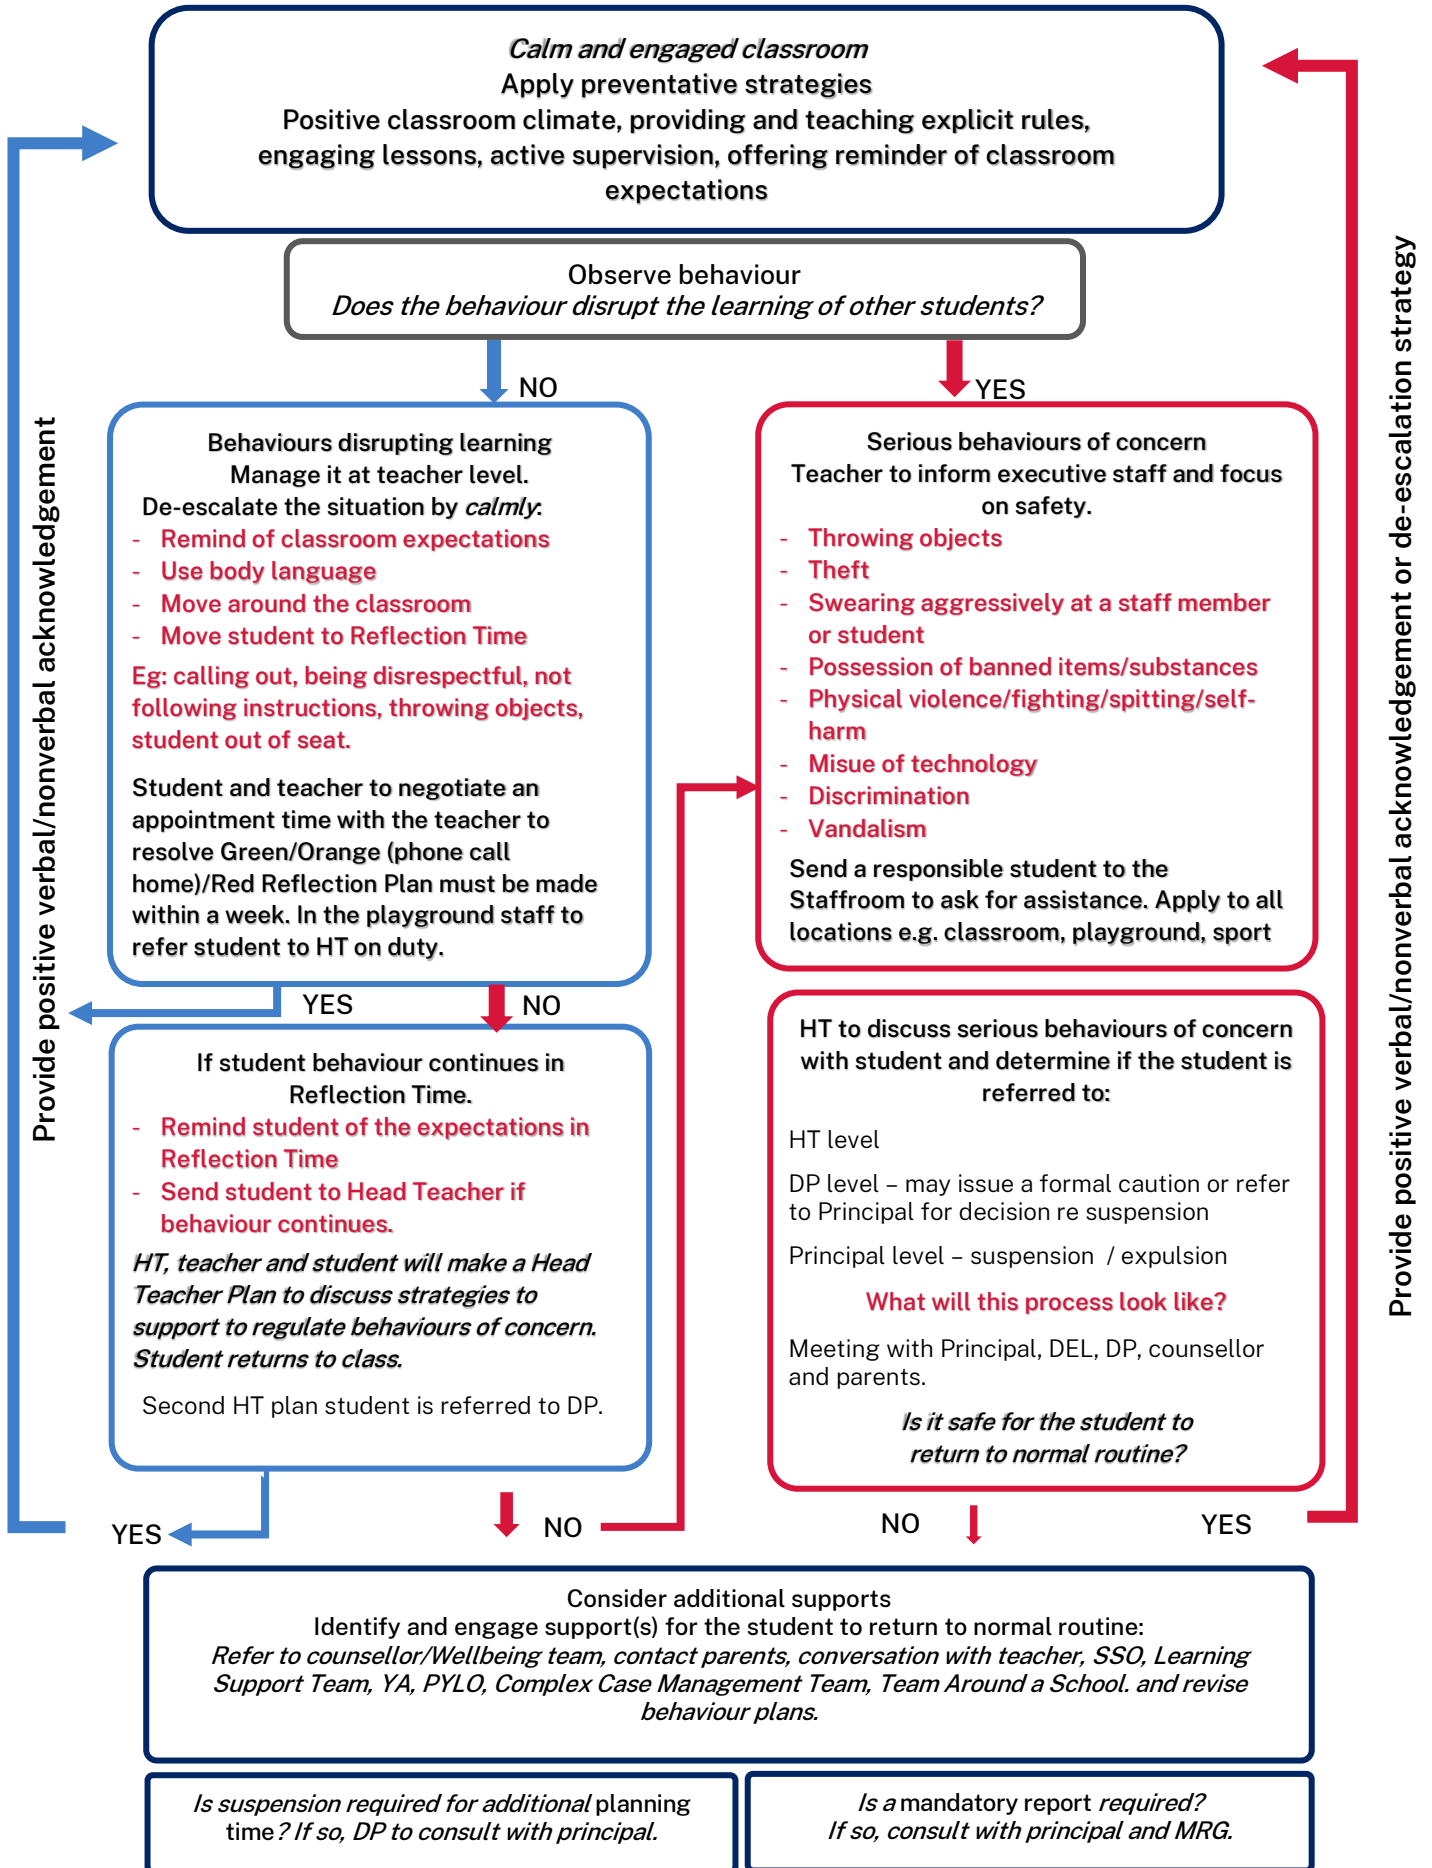 Calm and engaged classroom
Apply preventative strategies
Positive classroom climate, providing and teaching explicit rules,
engaging lessons, active supervision, offering reminder of classroom
expectations
Observe behaviour
Does the behaviour disrupt the learning of other students?
NO
YES
Provide positive verbal/nonverbal acknowledgement
Behaviours disrupting learning
Manage it at teacher level.
De-escalate the situation by calmly:
- Remind of classroom expectations
- Use body language
- Move around the classroom
- Move student to Reflection Time
Eg: calling out, being disrespectful, not
following instructions, throwing objects,
student out of seat.
Student and teacher to negotiate an
appointment time with the teacher to
resolve Green/Orange (phone call
home)/Red Reflection Plan must be made
within a week. In the playground staff to
refer student to HT on duty.
YES
NO
If student behaviour continues in
Reflection Time.
- Remind student of the expectations in
Reflection Time
- Send student to Head Teacher if
behaviour continues.
HT, teacher and student will make a Head
Teacher Plan to discuss strategies to
support to regulate behaviours of concern.
Student returns to class.
Second HT plan student is referred to DP.
YES
NO
Serious behaviours of concern
Teacher to inform executive staff and focus
on safety.
- Throwing objects
- Theft
- Swearing aggressively at a staff member
or student
- Possession of banned items/substances
- Physical violence/fighting/spitting/self-
harm
- Misue of technology
- Discrimination
- Vandalism
Send a responsible student to the
Staffroom to ask for assistance. Apply to all
locations e.g. classroom, playground, sport
HT to discuss serious behaviours of concern
with student and determine if the student is
referred to:
HT level
DP level – may issue a formal caution or refer
to Principal for decision re suspension
Principal level – suspension / expulsion
What will this process look like?
Meeting with Principal, DEL, DP, counsellor
and parents.
Is it safe for the student to
return to normal routine?
NO
YES
Provide positive verbal/nonverbal acknowledgement or de-escalation strategy
Consider additional supports
Identify and engage support(s) for the student to return to normal routine:
Refer to counsellor/Wellbeing team, contact parents, conversation with teacher, SSO, Learning
Support Team, YA, PYLO, Complex Case Management Team, Team Around a School. and revise
behaviour plans.
Is suspension required for additional planning
time? If so, DP to consult with principal.
Is a mandatory report required?
If so, consult with principal and MRG.